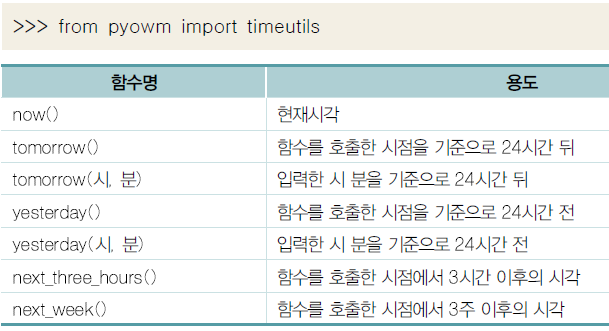 >>> from pyowm import timeutils
함수명 용도
now() 현재시각
tomorrow() 함수를 호출한 시점을 기준으로 24시간 뒤
tomorrow(시, 분) 입력한 시 분을 기준으로 24시간 뒤
yesterday() 함수를 호출한 시점을 기준으로 24시간 전
yesterday(시, 분) 입력한 시 분을 기준으로 24시간 전
next_three_hours() 함수를 호출한 시점에서 3시간 이후의 시각
next_week() 함수를 호출한 시점에서 3주 이후의 시각